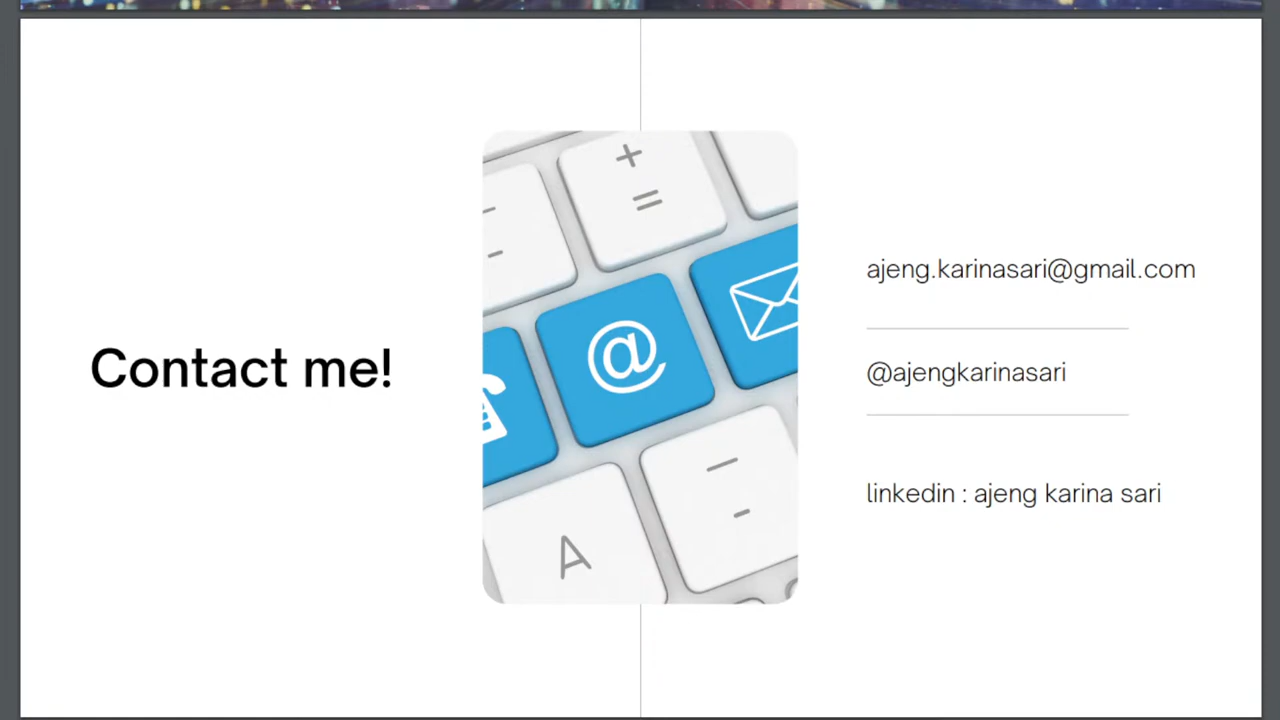 Contact me!
+
=
@
A
ajeng.karinasari@gmail.com
@ajengkarinasari
linkedin : ajeng karina sari